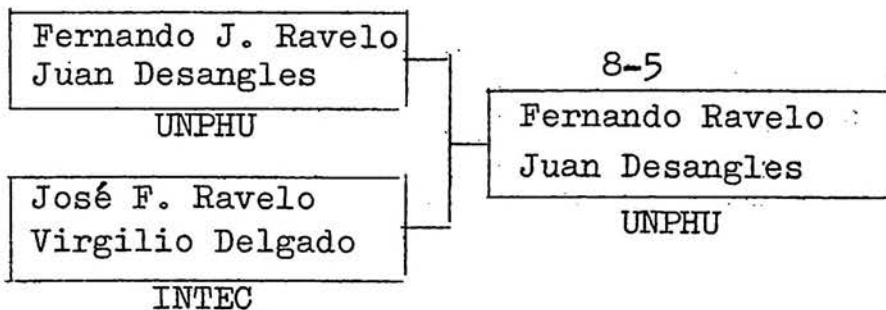 Fernando J. Ravelo
Juan Desangles
UNPHU
José F. Ravelo
Virgilio Delgado
INTEC
8-5
Fernando Ravelo
Juan Desangles
UNPHU